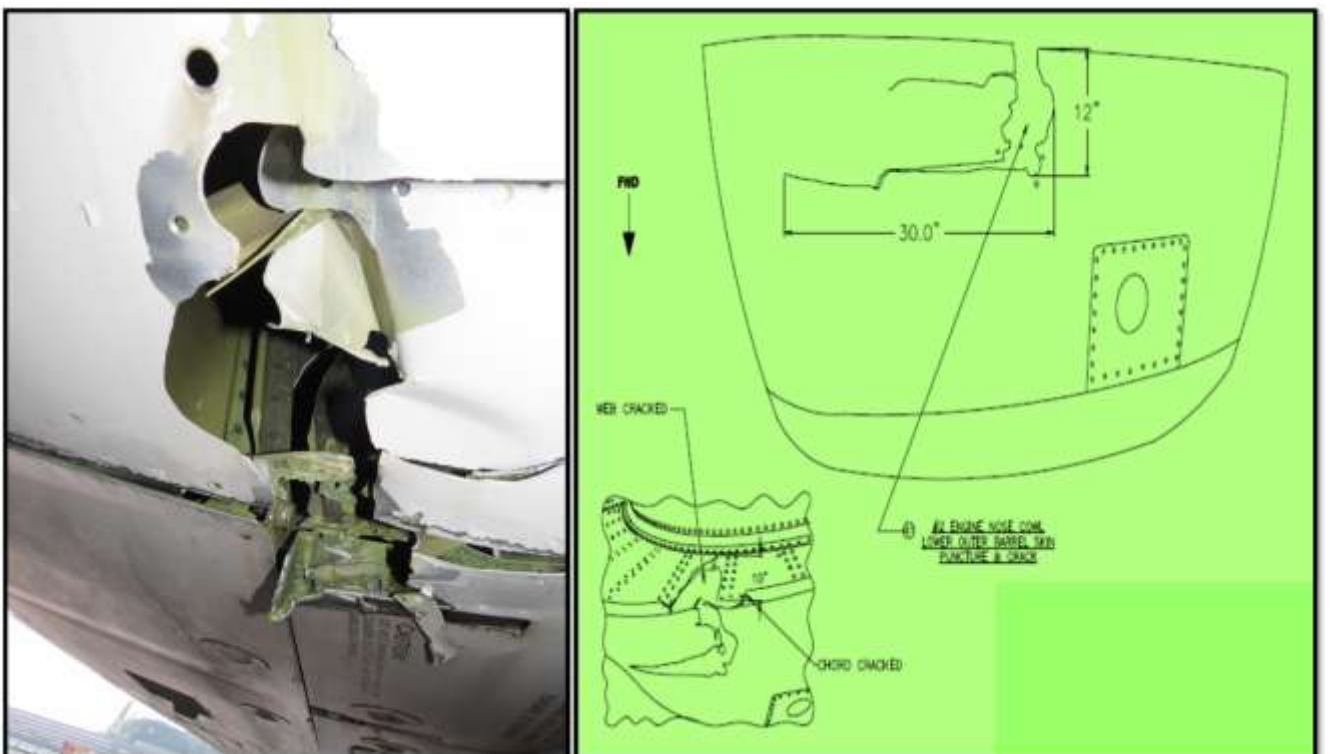 12"
FWD
30.0"
WEB CRACKED
10"
1
#2 ENGINE NOSE COWL
LOWER OUTER BARREL SKIN
PUNCTURE & CRACK
CHORD CRACKED